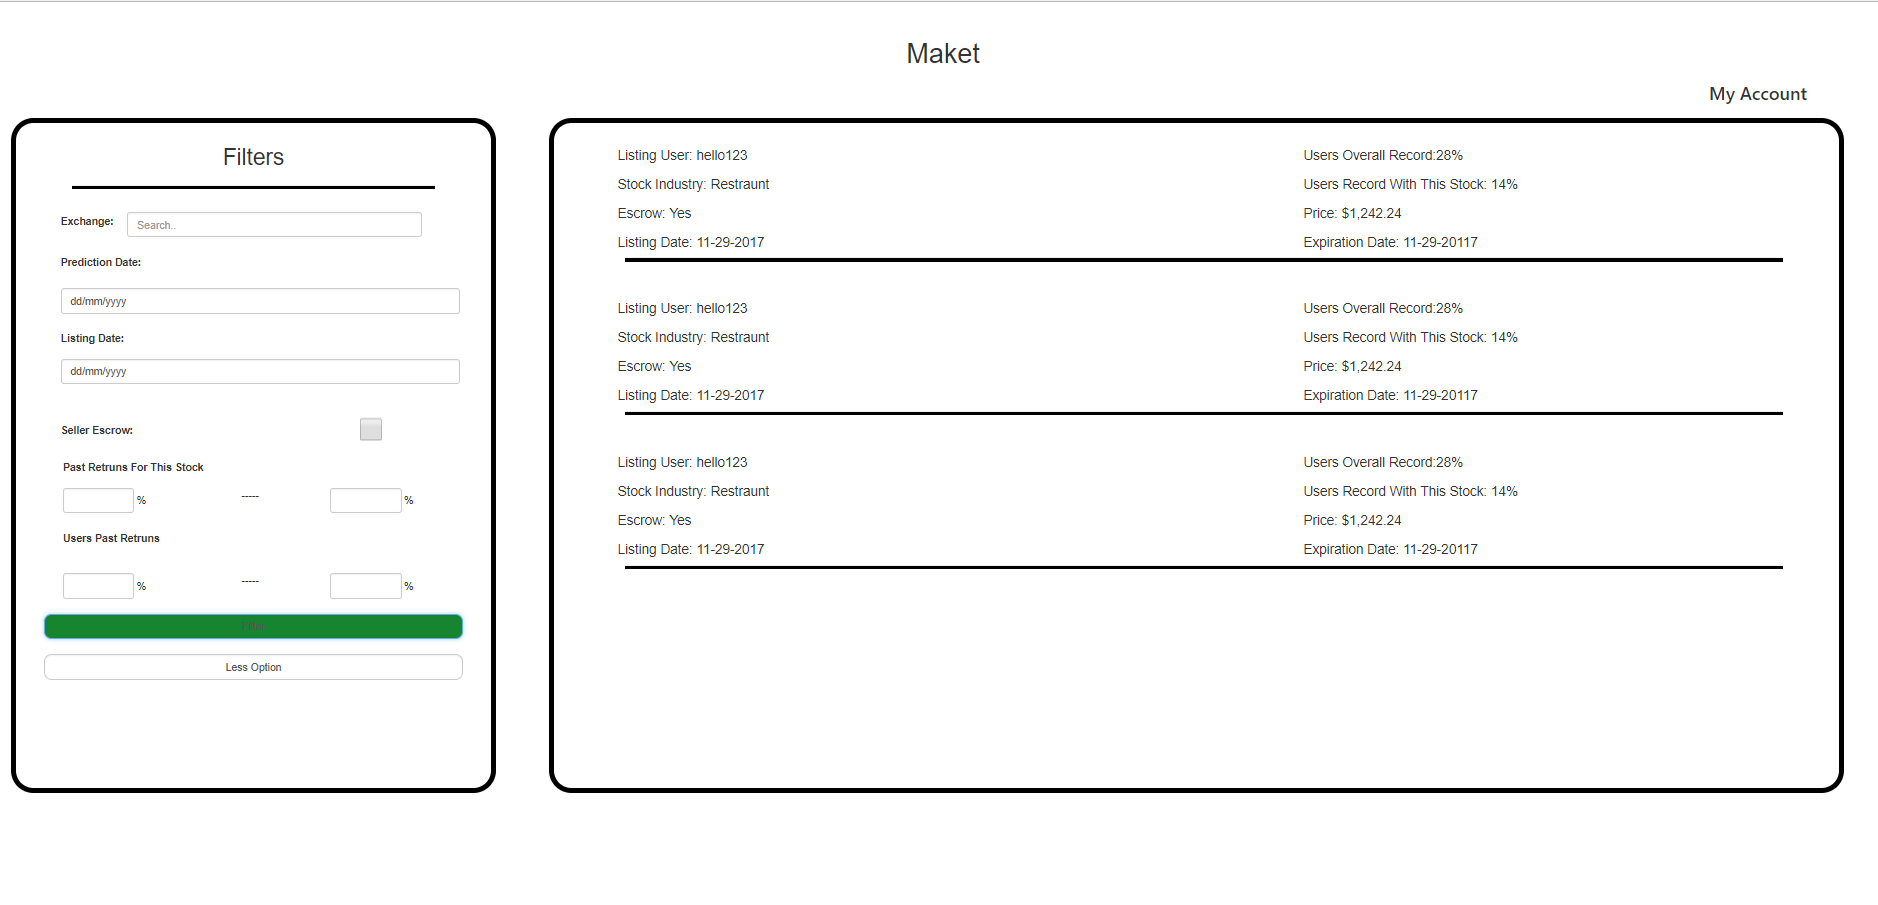 Maket
My Account
Filters
Exchange: Search..
Prediction Date:
dd/mm/yyyy
Listing Date:
dd/mm/yyyy
Seller Escrow:
Past Retruns For This Stock
% ----- %
Users Past Retruns
% ----- %
Filter
Less Option
Listing User: hello123 Users Overall Record:28%
Stock Industry: Restraunt Users Record With This Stock: 14%
Escrow: Yes Price: $1,242.24
Listing Date: 11-29-2017 Expiration Date: 11-29-20117
Listing User: hello123 Users Overall Record:28%
Stock Industry: Restraunt Users Record With This Stock: 14%
Escrow: Yes Price: $1,242.24
Listing Date: 11-29-2017 Expiration Date: 11-29-20117
Listing User: hello123 Users Overall Record:28%
Stock Industry: Restraunt Users Record With This Stock: 14%
Escrow: Yes Price: $1,242.24
Listing Date: 11-29-2017 Expiration Date: 11-29-20117